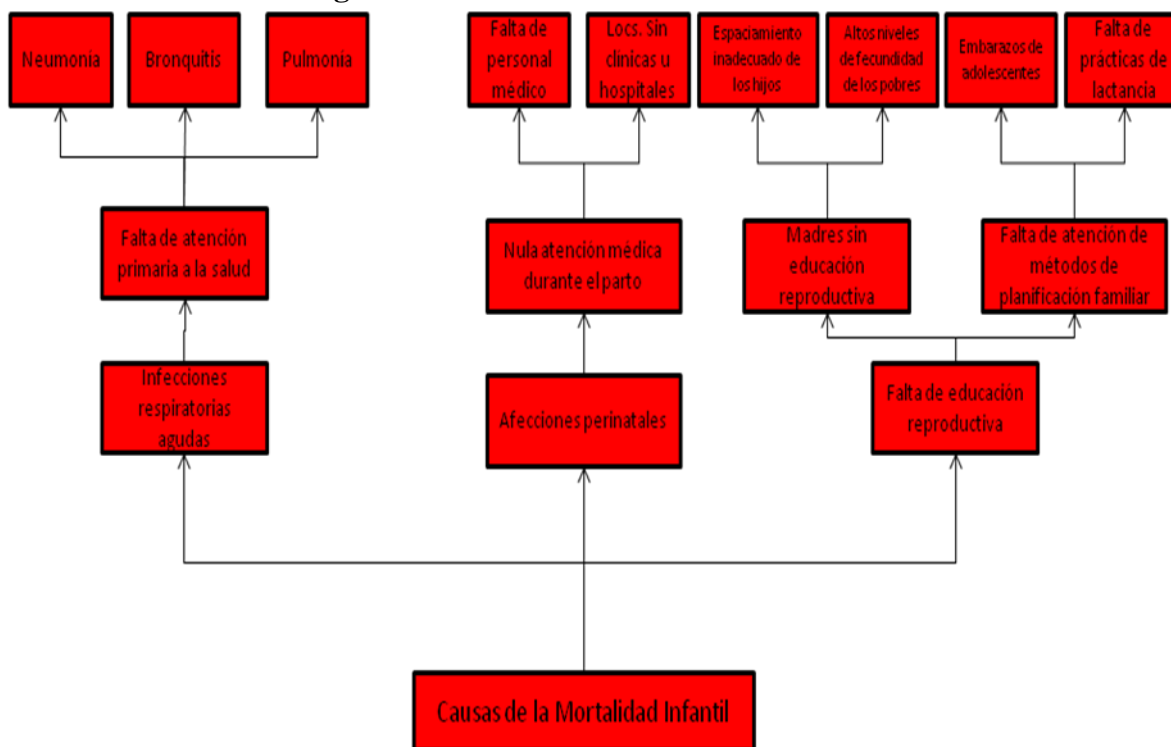 Neumonía
Bronquitis
Pulmonía
Falta de
personal
médico
Locs. Sin
clínicas u
hospitales
Espaciamiento
inadecuado de
los hijos
Altos niveles
de fecundidad
de los pobres
Embarazos de
adolescentes
Falta de
prácticas de
lactancia
Falta de atención
primaria a la salud
Nula atención médica
durante el parto
Madres sin
educación
reproductiva
Falta de atención de
métodos de
planificación familiar
Infecciones
respiratorias
agudas
Afecciones perinatales
Falta de educación
reproductiva
Causas de la Mortalidad Infantil